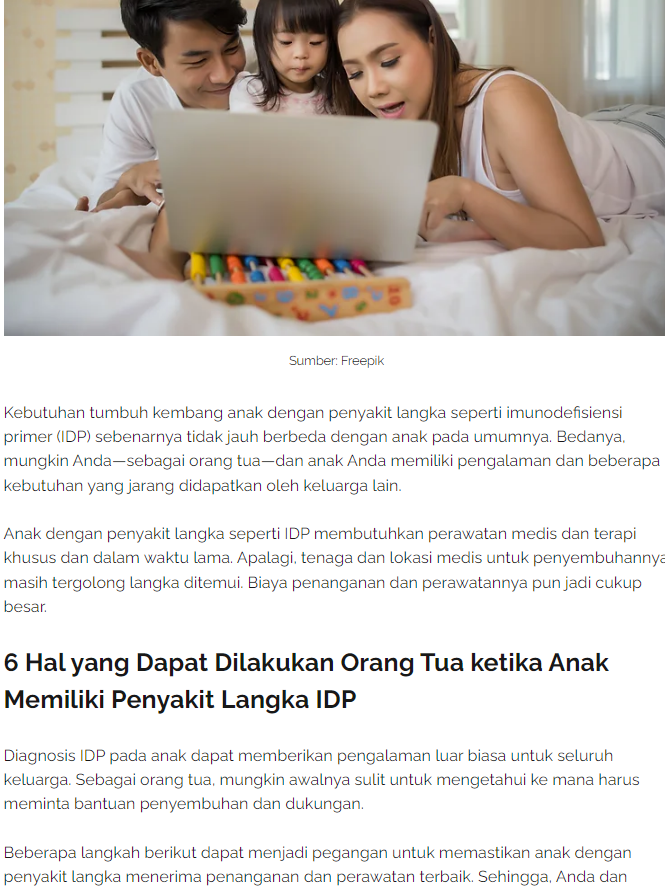 Sumber: Freepik
Kebutuhan tumbuh kembang anak dengan penyakit langka seperti imunodefisiensi
primer (IDP) sebenarnya tidak jauh berbeda dengan anak pada umumnya. Bedanya,
mungkin Anda—sebagai orang tua—dan anak Anda memiliki pengalaman dan beberapa
kebutuhan yang jarang didapatkan oleh keluarga lain.
Anak dengan penyakit langka seperti IDP membutuhkan perawatan medis dan terapi
khusus dan dalam waktu lama. Apalagi, tenaga dan lokasi medis untuk penyembuhannya
masih tergolong langka ditemui. Biaya penanganan dan perawatannya pun jadi cukup
besar.
6 Hal yang Dapat Dilakukan Orang Tua ketika Anak
Memiliki Penyakit Langka IDP
Diagnosis IDP pada anak dapat memberikan pengalaman luar biasa untuk seluruh
keluarga. Sebagai orang tua, mungkin awalnya sulit untuk mengetahui ke mana harus
meminta bantuan penyembuhan dan dukungan.
Beberapa langkah berikut dapat menjadi pegangan untuk memastikan anak dengan
penyakit langka menerima penanganan dan perawatan terbaik. Sehingga, Anda dan